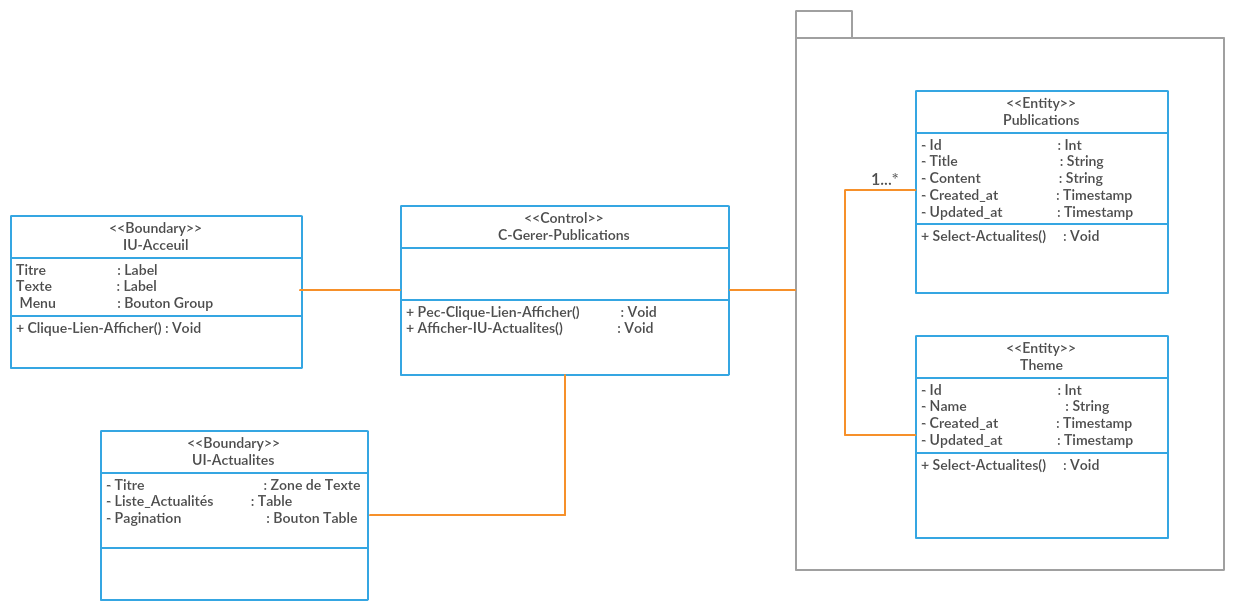 <<Boundary>>
IU-Acceuil
Titre : Label
Texte : Label
Menu : Bouton Group
+ Clique-Lien-Afficher() : Void
<<Control>>
C-Gerer-Publications
+ Pec-Clique-Lien-Afficher() : Void
+ Afficher-IU-Actualites() : Void
<<Boundary>>
UI-Actualites
- Titre : Zone de Texte
- Liste_Actualités : Table
- Pagination : Bouton Table
1...*
<<Entity>>
Publications
- Id : Int
- Title : String
- Content : String
- Created_at : Timestamp
- Updated_at : Timestamp
+ Select-Actualites() : Void
<<Entity>>
Theme
- Id : Int
- Name : String
- Created_at : Timestamp
- Updated_at : Timestamp
+ Select-Actualites() : Void